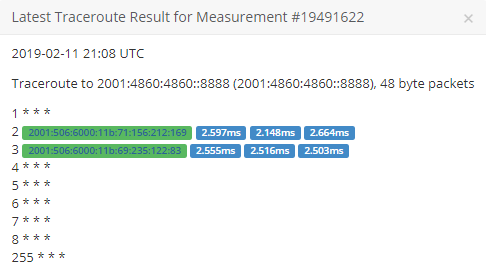 Latest Traceroute Result for Measurement #19491622 ×
2019-02-11 21:08 UTC
Traceroute to 2001:4860:4860::8888 (2001:4860:4860::8888), 48 byte packets
1 * * *
2 2001:506:6000:11b:71:156:212:169 2.597ms 2.148ms 2.664ms
3 2001:506:6000:11b:69:235:122:83 2.555ms 2.516ms 2.503ms
4 * * *
5 * * *
6 * * *
7 * * *
8 * * *
255 * * *